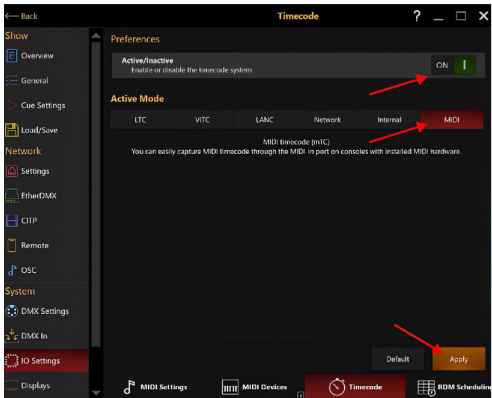 Back
Timecode
?
Show
Overview
General
Cue Settings
Load/Save
Network
Settings
EtherDMX
CITP
Remote
OSC
System
DMX Settings
DMX In
IO Settings
Displays
Preferences
Active/Inactive
Enable or disable the timecode system
ON
Active Mode
LTC VITC LANC Network Internal MIDI
MIDI timecode (mTC)
You can easily capture MIDI timecode through the MIDI in port on consoles with installed MIDI hardware.
Default Apply
MIDI Settings MIDI Devices Timecode RDM Scheduling